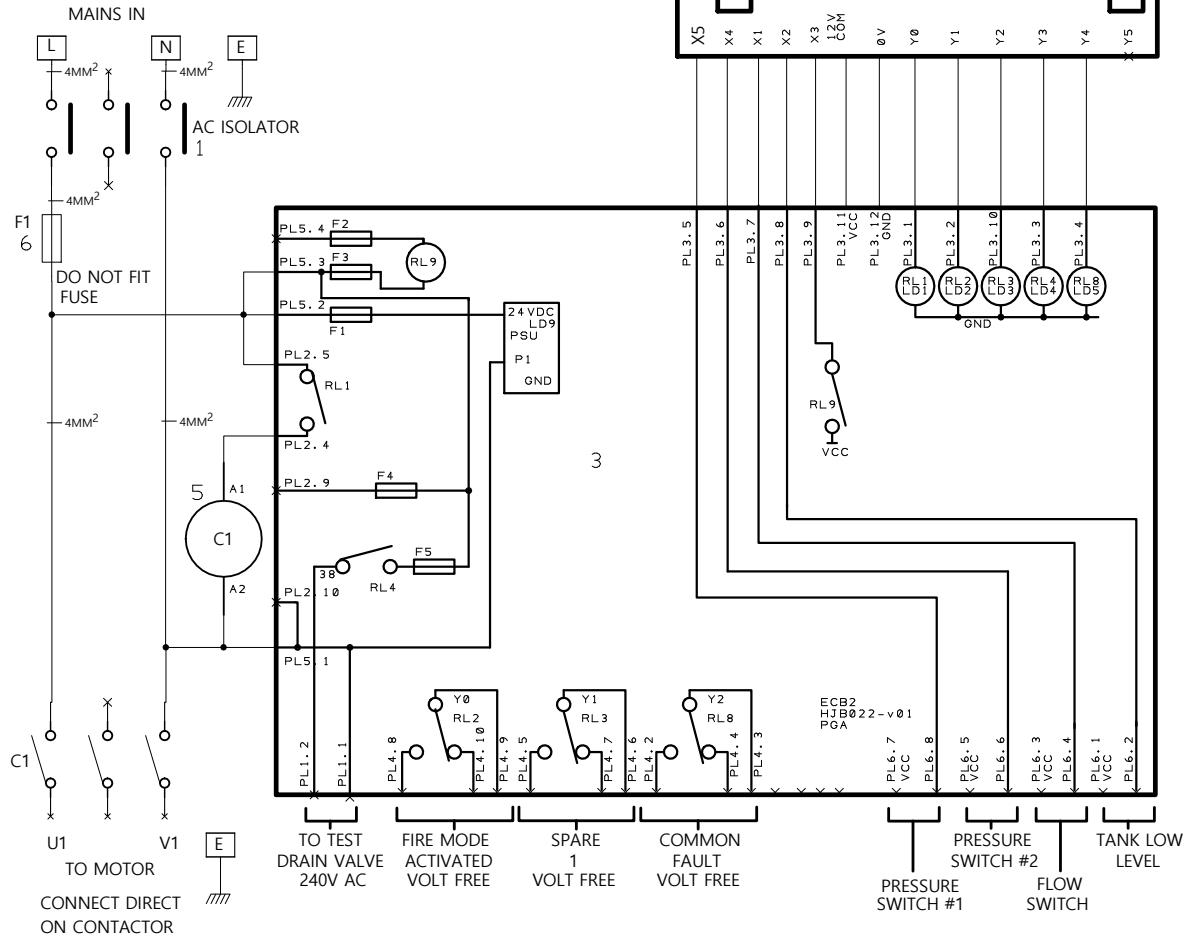 MAINS IN
L
N
E
4MM²
4MM²
AC ISOLATOR
1
4MM²
F1
6
DO NOT FIT
FUSE
4MM²
4MM²
5
A1
C1
A2
C1
U1
V1
E
TO MOTOR
CONNECT DIRECT
ON CONTACTOR
X5
X4
X1
X2
X3
12V
COM
0V
Y0
Y1
Y2
Y3
Y4
Y5
PL5.4
F2
RL9
PL5.3
F3
PL5.2
F1
24VDC
LD9
PSU
P1
GND
PL2.5
RL1
PL2.4
PL2.9
F4
38
RL4
F5
PL2.10
PL5.1
3
PL3.5
PL3.6
PL3.7
PL3.8
PL3.9
PL3.11
VCC
PL3.12
GND
PL3.1
PL3.2
PL3.10
PL3.3
PL3.4
RL1
LD1
RL2
LD2
RL3
LD3
RL4
LD4
RL8
LD5
GND
RL9
VCC
Y0
RL2
Y1
RL3
Y2
RL8
ECB2
HJB022-v01
PGA
PL1.2
PL1.1
PL4.8
PL4.10
PL4.9
PL4.5
PL4.7
PL4.6
PL4.2
PL4.4
PL4.3
PL6.7
VCC
PL6.8
PL6.5
VCC
PL6.6
PL6.3
VCC
PL6.4
PL6.1
VCC
PL6.2
TO TEST
DRAIN VALVE
240V AC
FIRE MODE
ACTIVATED
VOLT FREE
SPARE
1
VOLT FREE
COMMON
FAULT
VOLT FREE
PRESSURE
SWITCH #1
PRESSURE
SWITCH #2
FLOW
SWITCH
TANK LOW
LEVEL